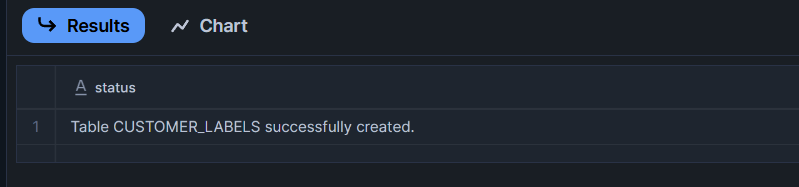 Results
Chart
A status
1 Table CUSTOMER_LABELS successfully created.